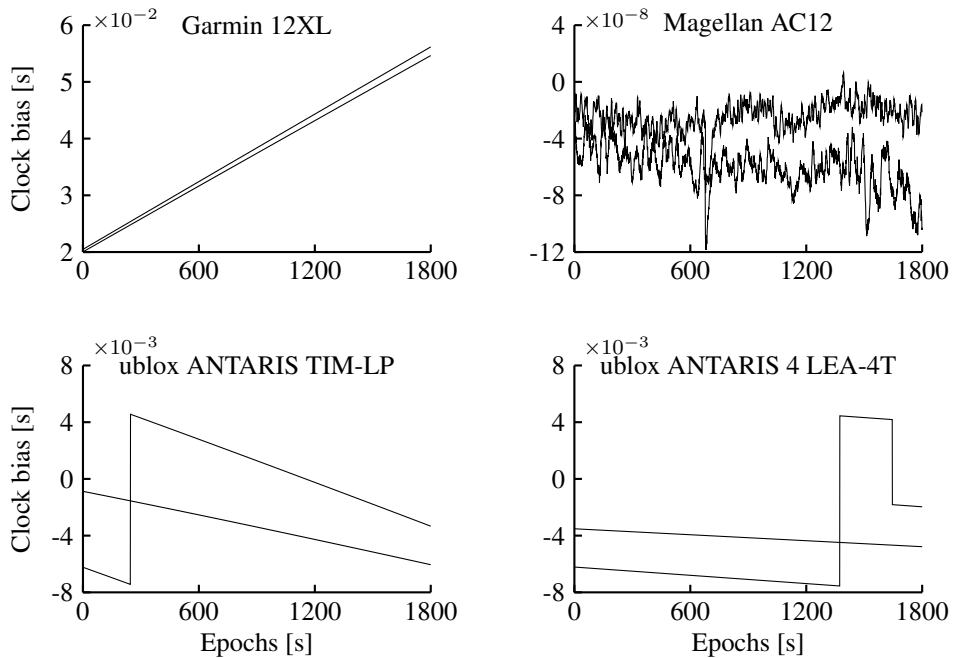 ×10⁻²
Garmin 12XL
6
5
4
3
2
Clock bias [s]
0 600 1200 1800
×10⁻⁸
Magellan AC12
4
0
-4
-8
-12
0 600 1200 1800
×10⁻³
ublox ANTARIS TIM-LP
8
4
0
-4
-8
Clock bias [s]
0 600 1200 1800
Epochs [s]
×10⁻³
ublox ANTARIS 4 LEA-4T
8
4
0
-4
-8
0 600 1200 1800
Epochs [s]